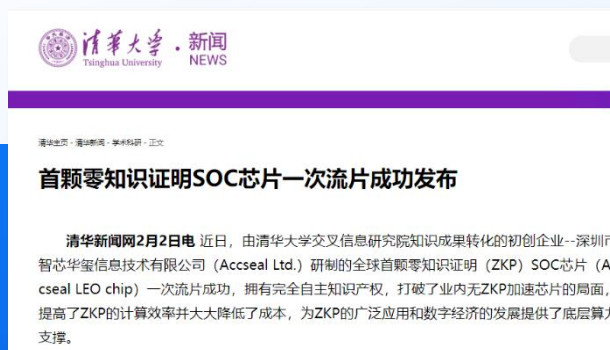 清华大学 · 新闻
Tsinghua University NEWS
清华主页 - 清华新闻 - 学术科研 - 正文
首颗零知识证明SOC芯片一次流片成功发布
清华新闻网2月2日电 近日，由清华大学交叉信息研究院知识成果转化的初创企业--深圳市
智芯华玺信息技术有限公司（Accseal Ltd.）研制的全球首颗零知识证明（ZKP）SOC芯片（A
cseal LEO chip）一次流片成功，拥有完全自主知识产权，打破了业内无ZKP加速芯片的局面，
提高了ZKP的计算效率并大大降低了成本，为ZKP的广泛应用和数字经济的发展提供了底层算力
支撑。